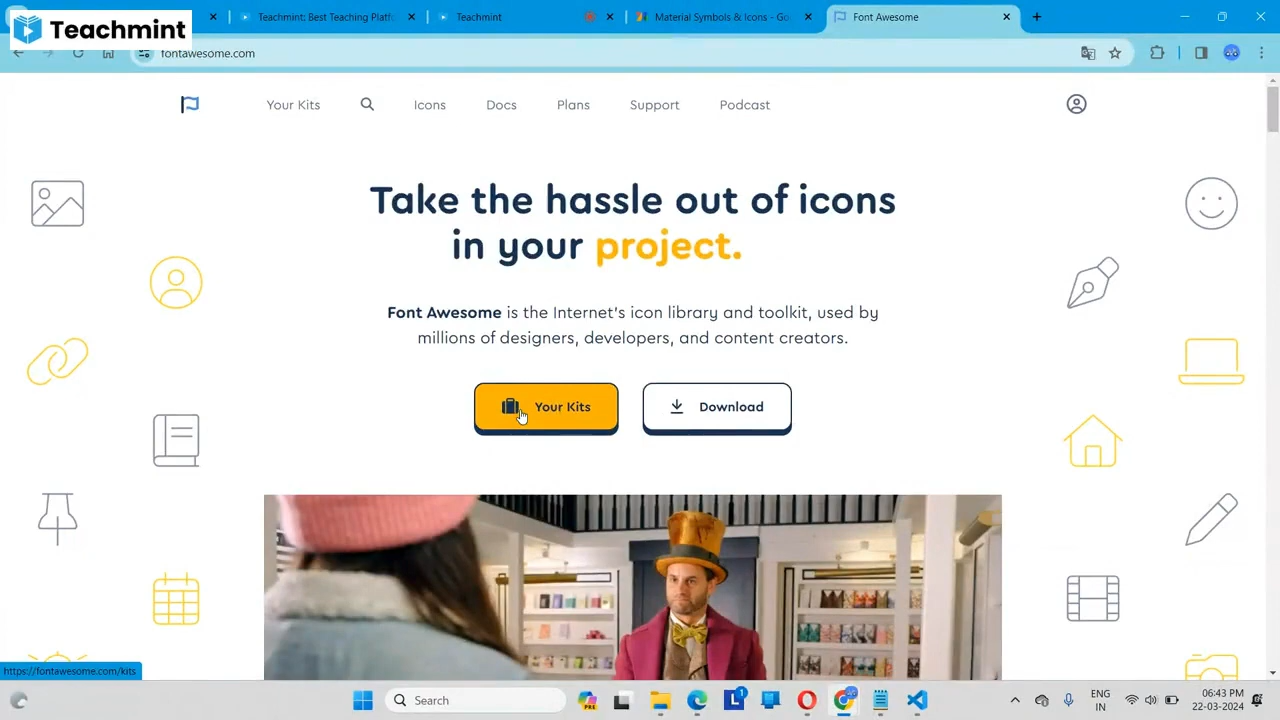 Teachmint
Teachmint: Best Teaching Platf
Teachmint
Material Symbols & Icons - Go
Font Awesome
fontawesome.com
Your Kits
Icons
Docs
Plans
Support
Podcast
Take the hassle out of icons
in your project.
Font Awesome is the Internet's icon library and toolkit, used by
millions of designers, developers, and content creators.
Your Kits
Download
https://fontawesome.com/kits
Search
ENG
IN
06:43 PM
22-03-2024